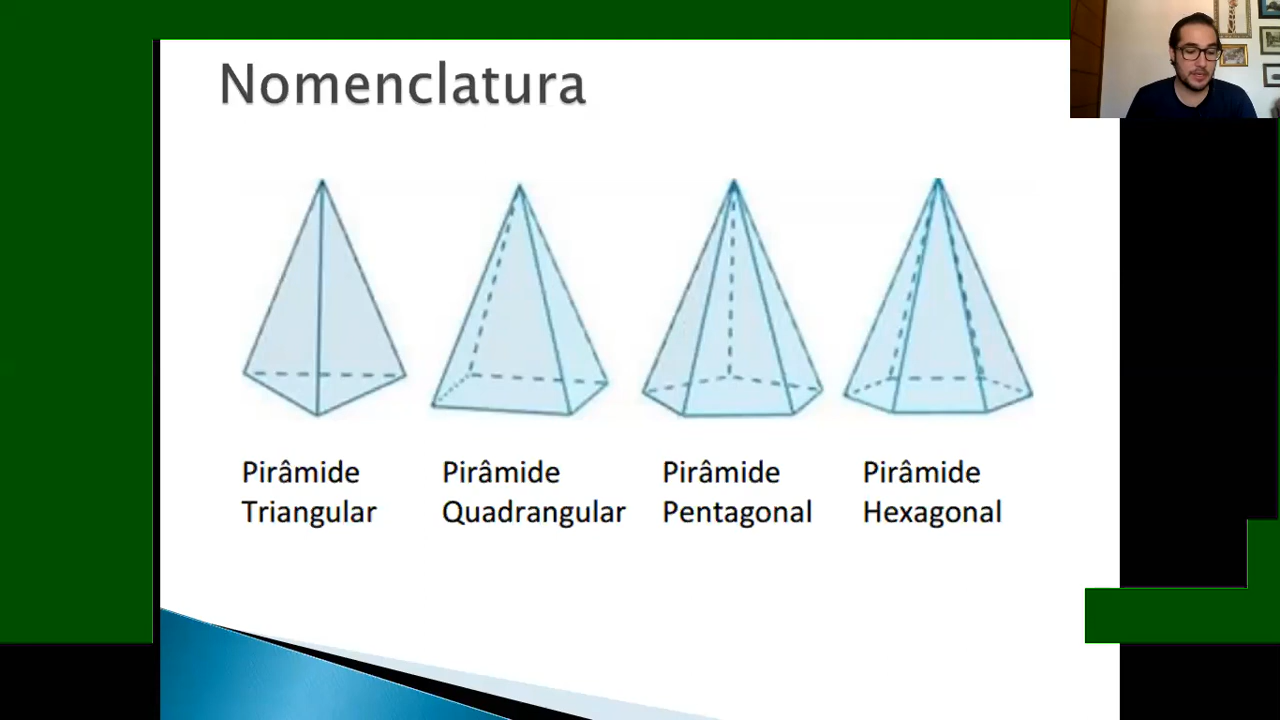 Nomenclatura
Pirâmide
Triangular
Pirâmide
Quadrangular
Pirâmide
Pentagonal
Pirâmide
Hexagonal